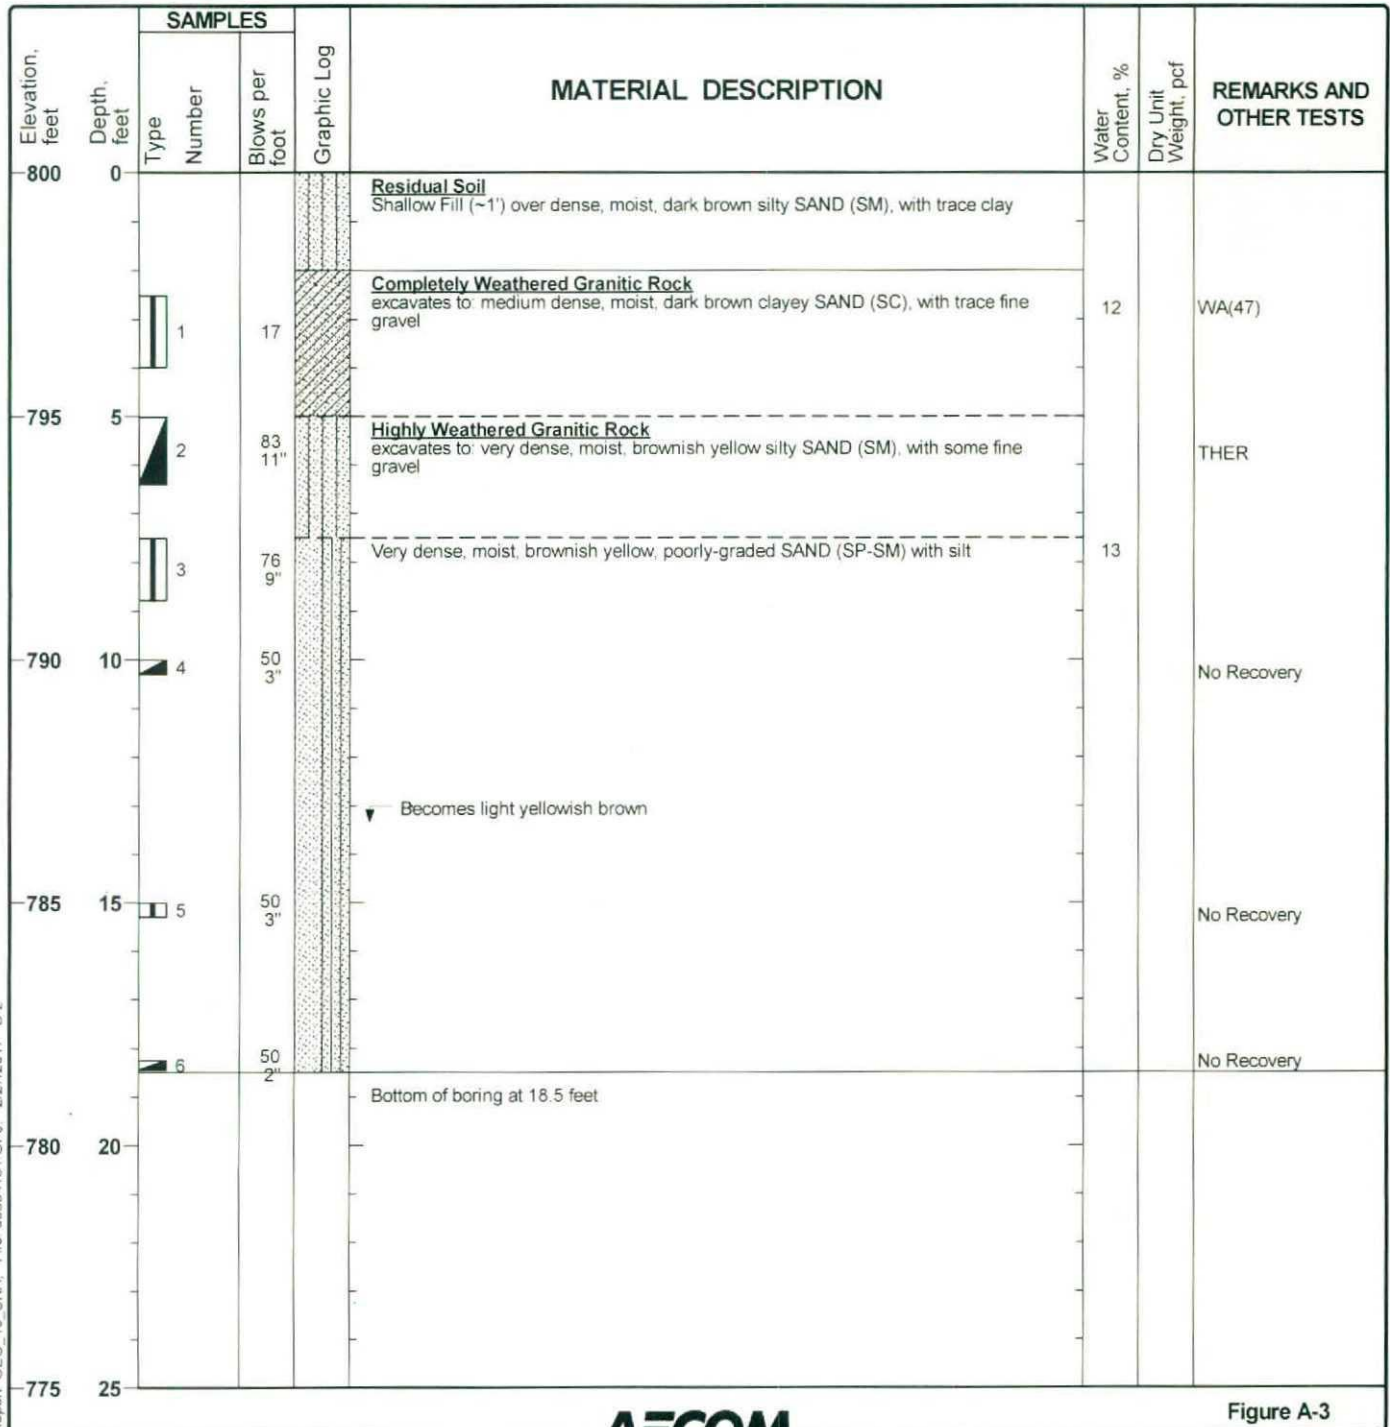 SAMPLES
Elevation, feet
Depth, feet
Type
Number
Blows per foot
Graphic Log
MATERIAL DESCRIPTION
Water Content, %
Dry Unit Weight, pcf
REMARKS AND
OTHER TESTS
800 0
Residual Soil
Shallow Fill (~1') over dense, moist, dark brown silty SAND (SM), with trace clay
Completely Weathered Granitic Rock
excavates to: medium dense, moist, dark brown clayey SAND (SC), with trace fine
gravel
1 17 12 WA(47)
795 5
Highly Weathered Granitic Rock
excavates to: very dense, moist, brownish yellow silty SAND (SM), with some fine
gravel
2 83 11" THER
Very dense, moist, brownish yellow, poorly-graded SAND (SP-SM) with silt 13
3 76 9"
790 10 4 50 3" No Recovery
Becomes light yellowish brown
785 15 5 50 3" No Recovery
6 50 2" No Recovery
Bottom of boring at 18.5 feet
780 20
775 25
Figure A-3
AECOM